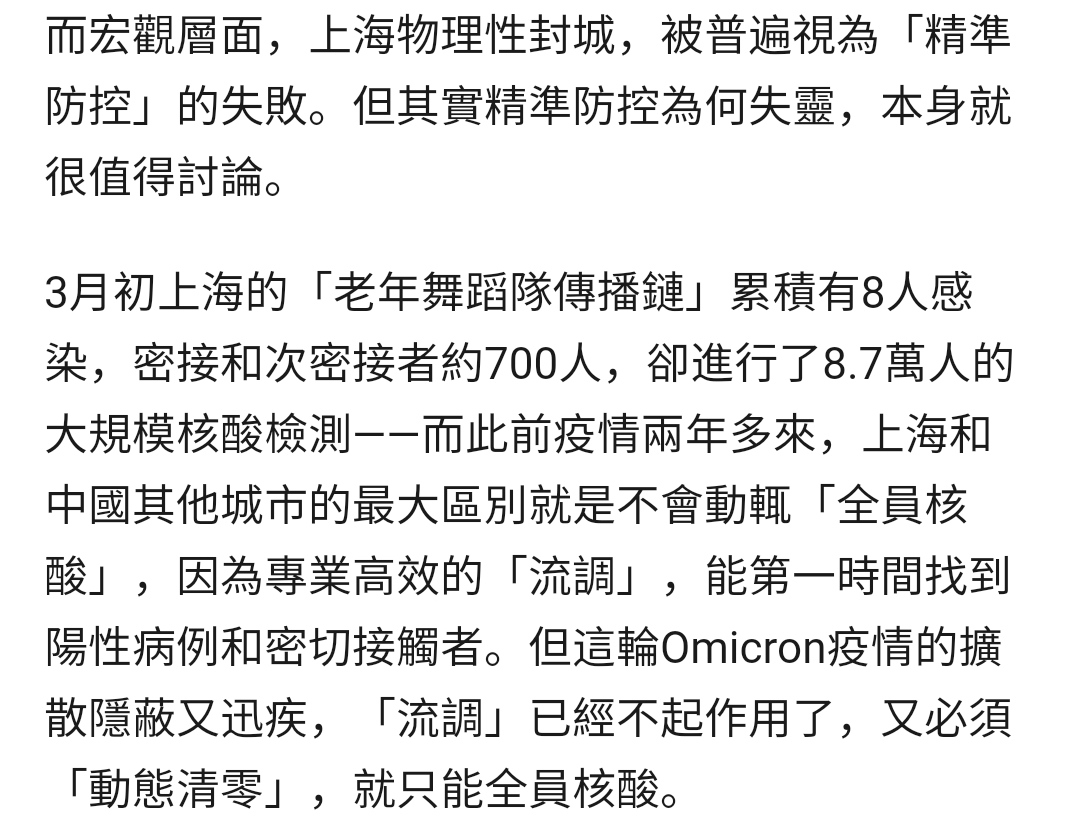 而宏觀層面，上海物理性封城，被普遍視為「精準
防控」的失敗。但其實精準防控為何失靈，本身就
很值得討論。
3月初上海的「老年舞蹈隊傳播鏈」累積有8人感
染，密接和次密接者約700人，卻進行了8.7萬人的
大規模核酸檢測——而此前疫情兩年多來，上海和
中國其他城市的最大區別就是不會動輒「全員核
酸」，因為專業高效的「流調」，能第一時間找到
陽性病例和密切接觸者。但這輪Omicron疫情的擴
散隱蔽又迅疾，「流調」已經不起作用了，又必須
「動態清零」，就只能全員核酸。